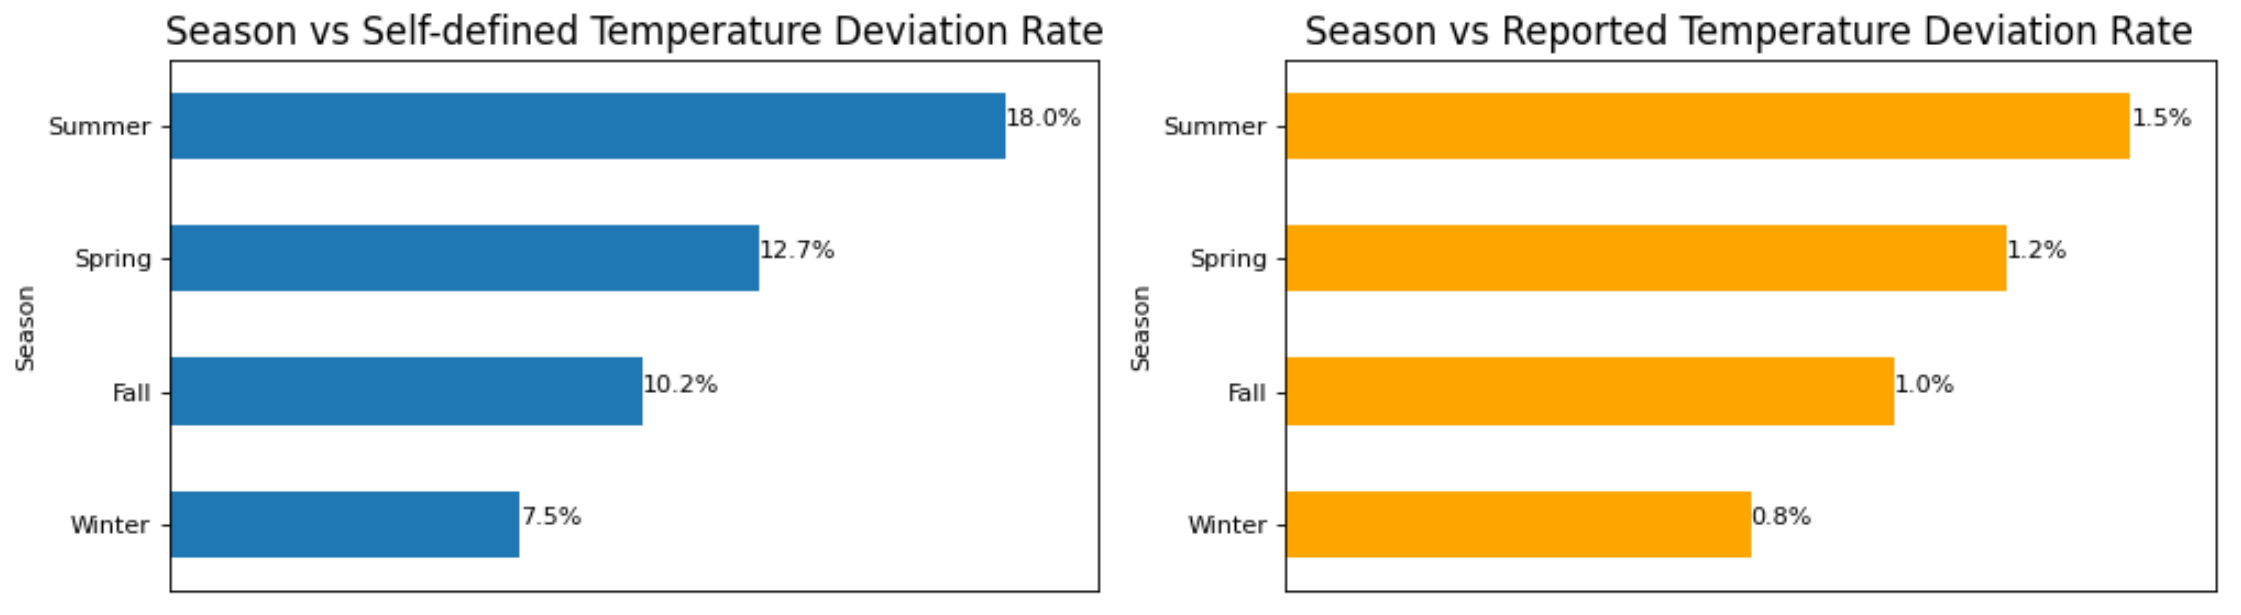 Season vs Self-defined Temperature Deviation Rate
Summer
18.0%
Spring
12.7%
Fall
10.2%
Winter
7.5%
Season
Season vs Reported Temperature Deviation Rate
Summer
1.5%
Spring
1.2%
Fall
1.0%
Winter
0.8%
Season